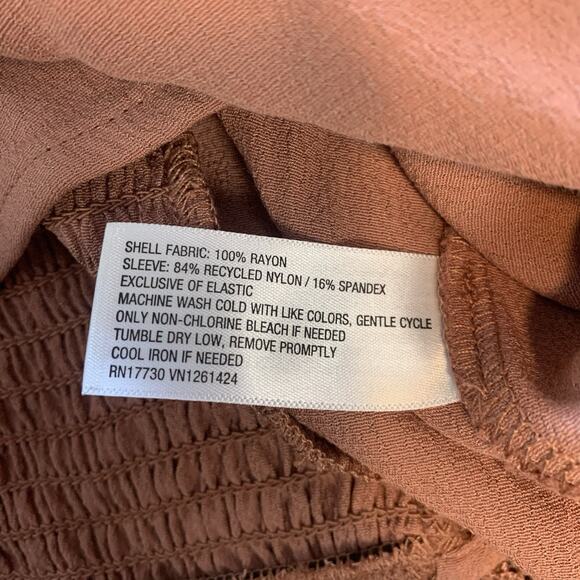 SHELL FABRIC: 100% RAYON
SLEEVE: 84% RECYCLED NYLON / 16% SPANDEX
EXCLUSIVE OF ELASTIC
MACHINE WASH COLD WITH LIKE COLORS, GENTLE CYCLE
ONLY NON-CHLORINE BLEACH IF NEEDED
TUMBLE DRY LOW, REMOVE PROMPTLY
COOL IRON IF NEEDED
RN17730 VN1261424